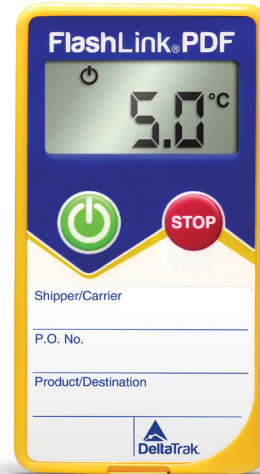 FlashLink® PDF
5.0°C
STOP
Shipper/Carrier
P.O. No.
Product/Destination
DeltaTrak®